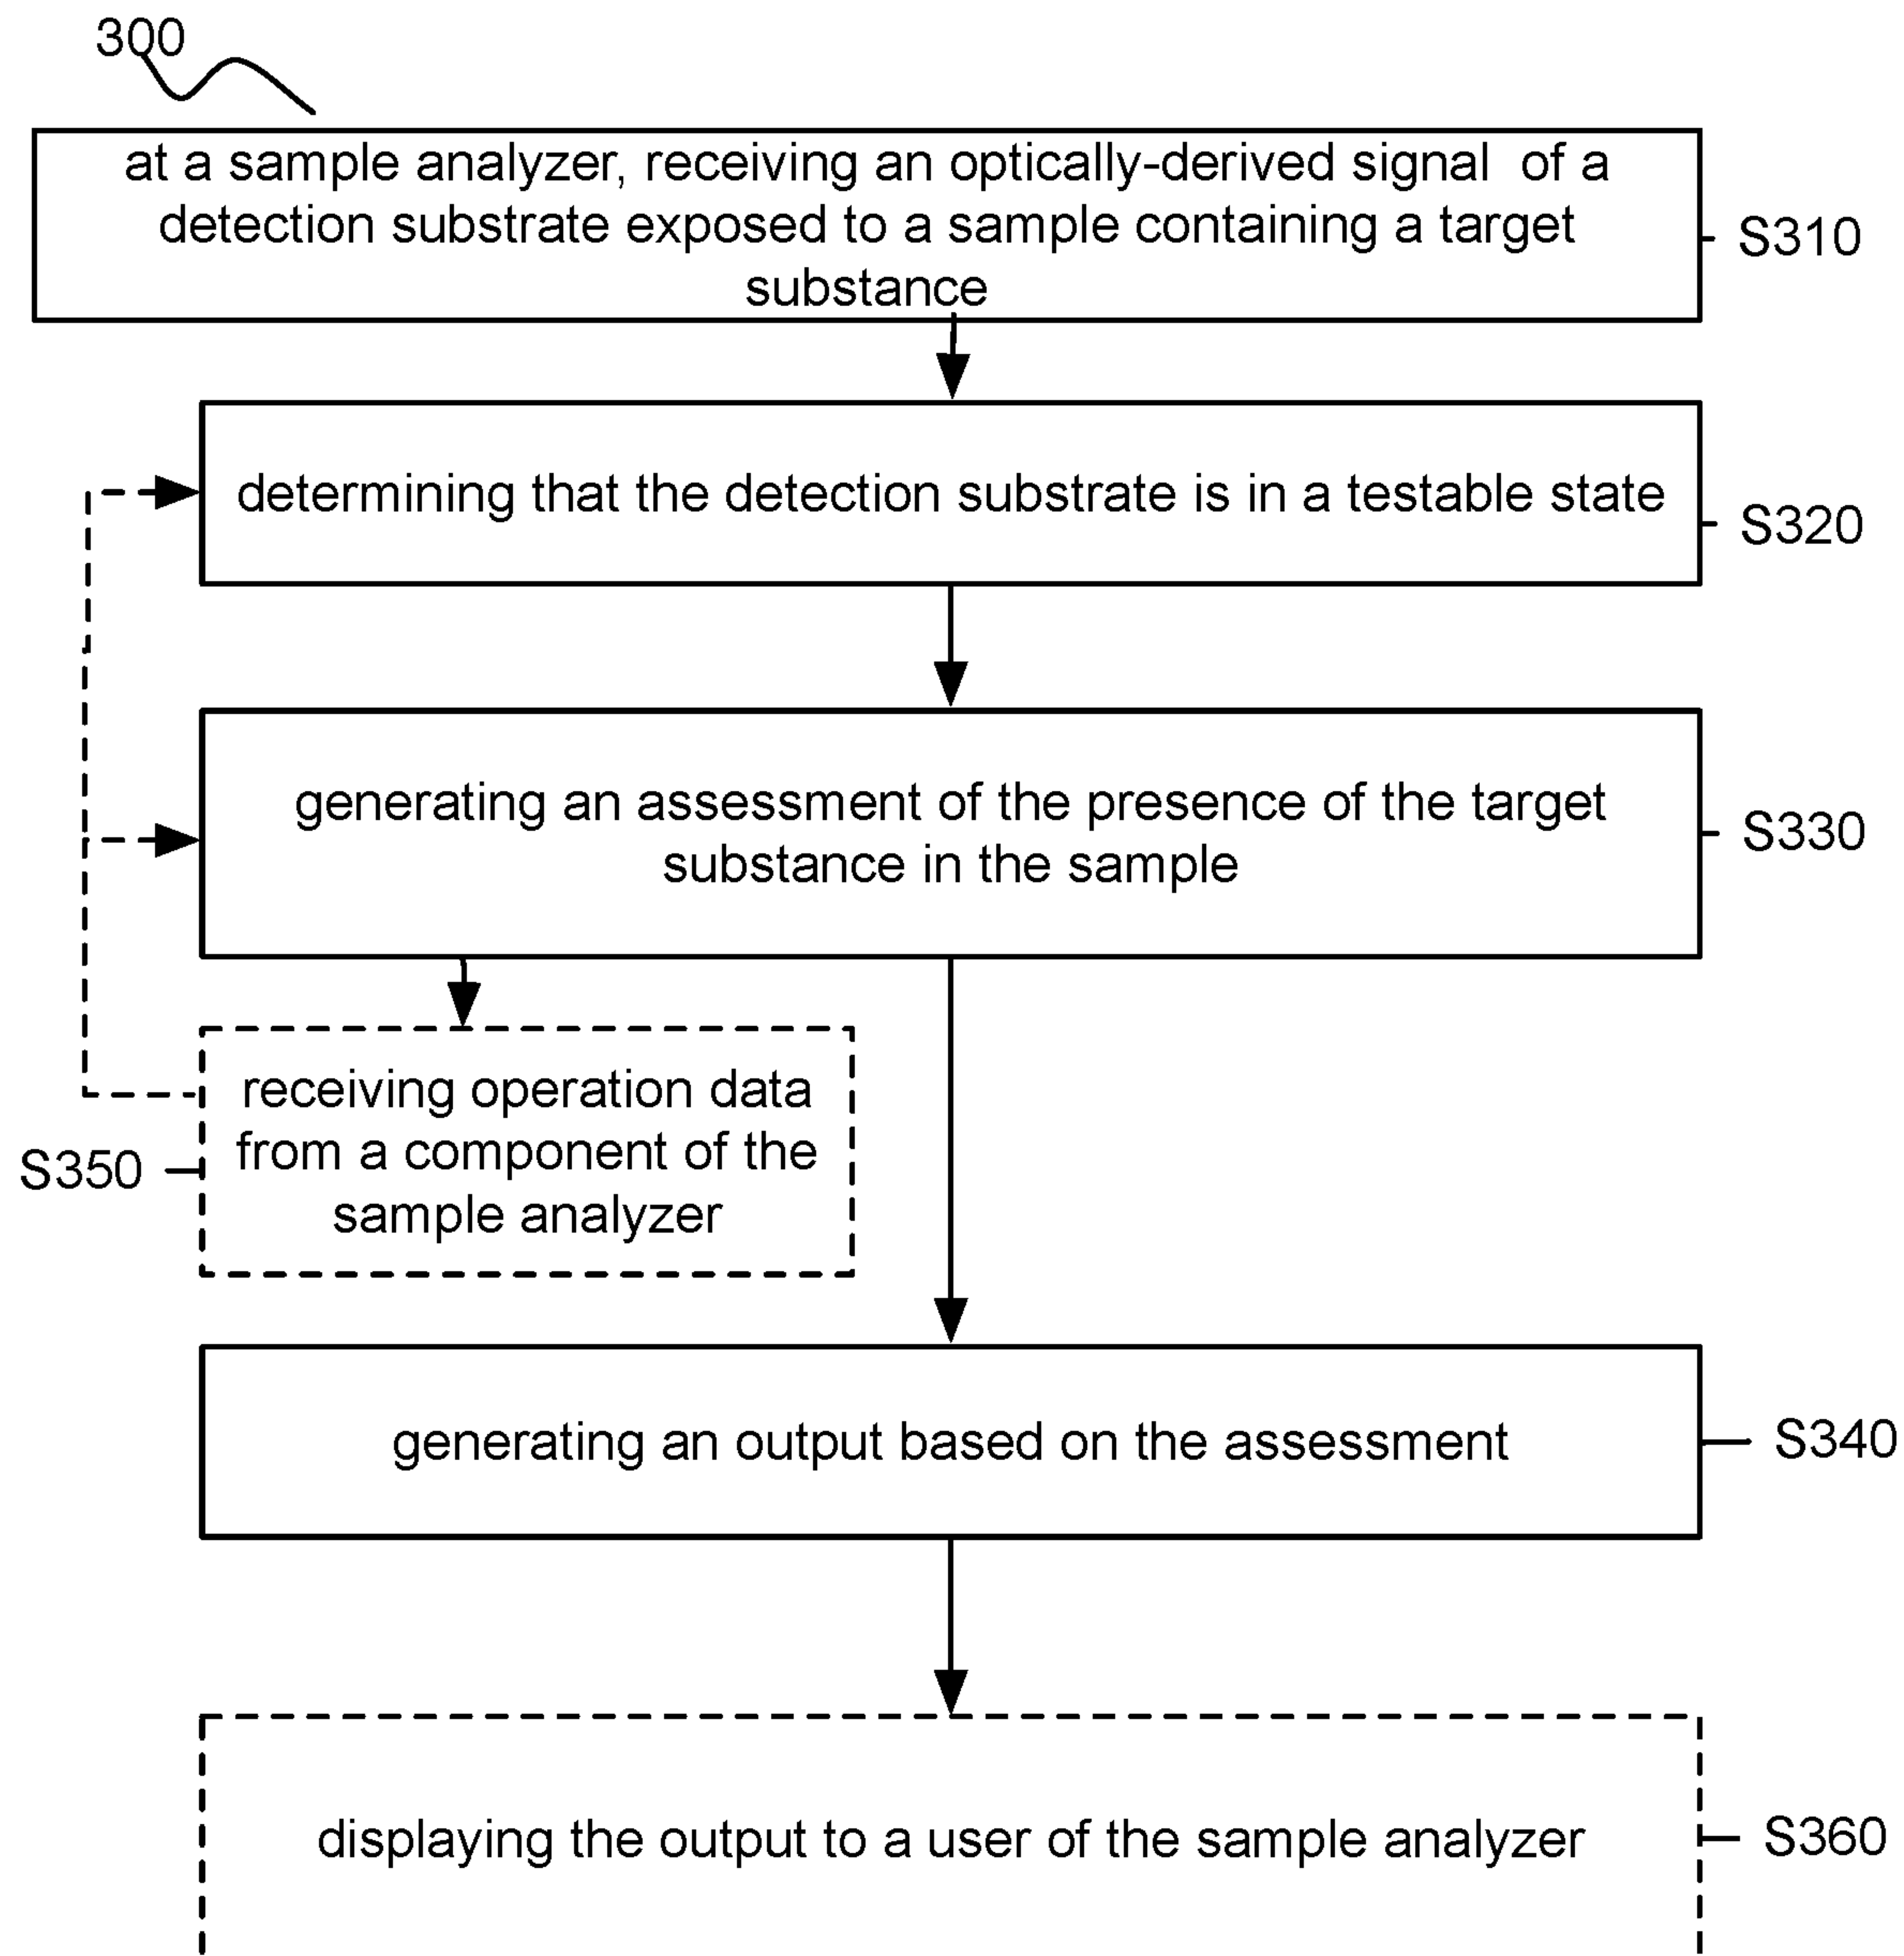 300
at a sample analyzer, receiving an optically-derived signal  of a
detection substrate exposed to a sample containing a target
substance
S310
determining that the detection substrate is in a testable state
S320
generating an assessment of the presence of the target
substance in the sample
S330
receiving operation data
from a component of the
sample analyzer
S350
generating an output based on the assessment
S340
displaying the output to a user of the sample analyzer
S360